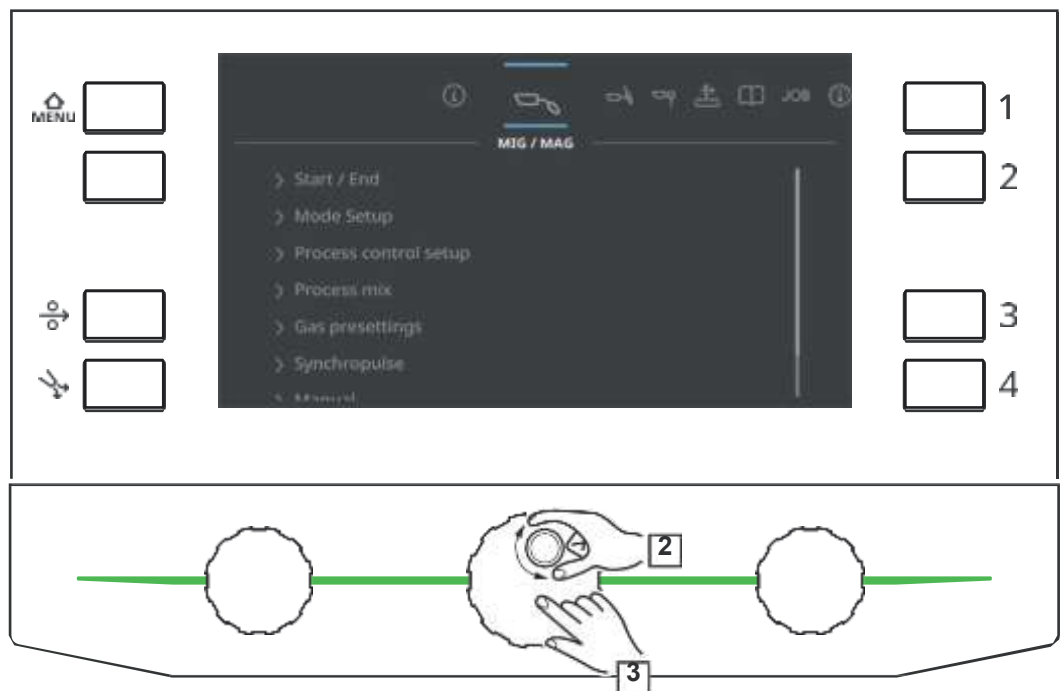 MENU
JOB
MIG / MAG
Start / End
Mode Setup
Process control setup
Process mix
Gas presettings
Synchropulse
Manual
1
2
3
4
2
3